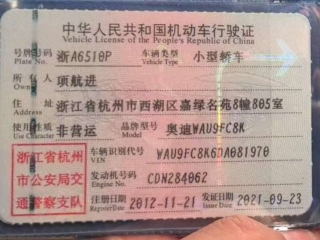 中华人民共和国机动车行驶证
Vehicle License of the People's Republic of China
号牌号码 浙A6510P 车辆类型 小型轿车
Plate No. Vehicle Type
所有人 项航进
Owner
住址 浙江省杭州市西湖区嘉绿名苑8幢805室
Address
使用性质 非营运 品牌型号 奥迪WAU9FC8K
Use Character Model
浙江省杭州市公安局交通警察支队
车辆识别代号 WAU9FC8K6DA081970
VIN
发动机号码 CDN284062
Engine No.
注册日期 2012-11-21 发证日期 2021-09-23
Register Date Issue Date